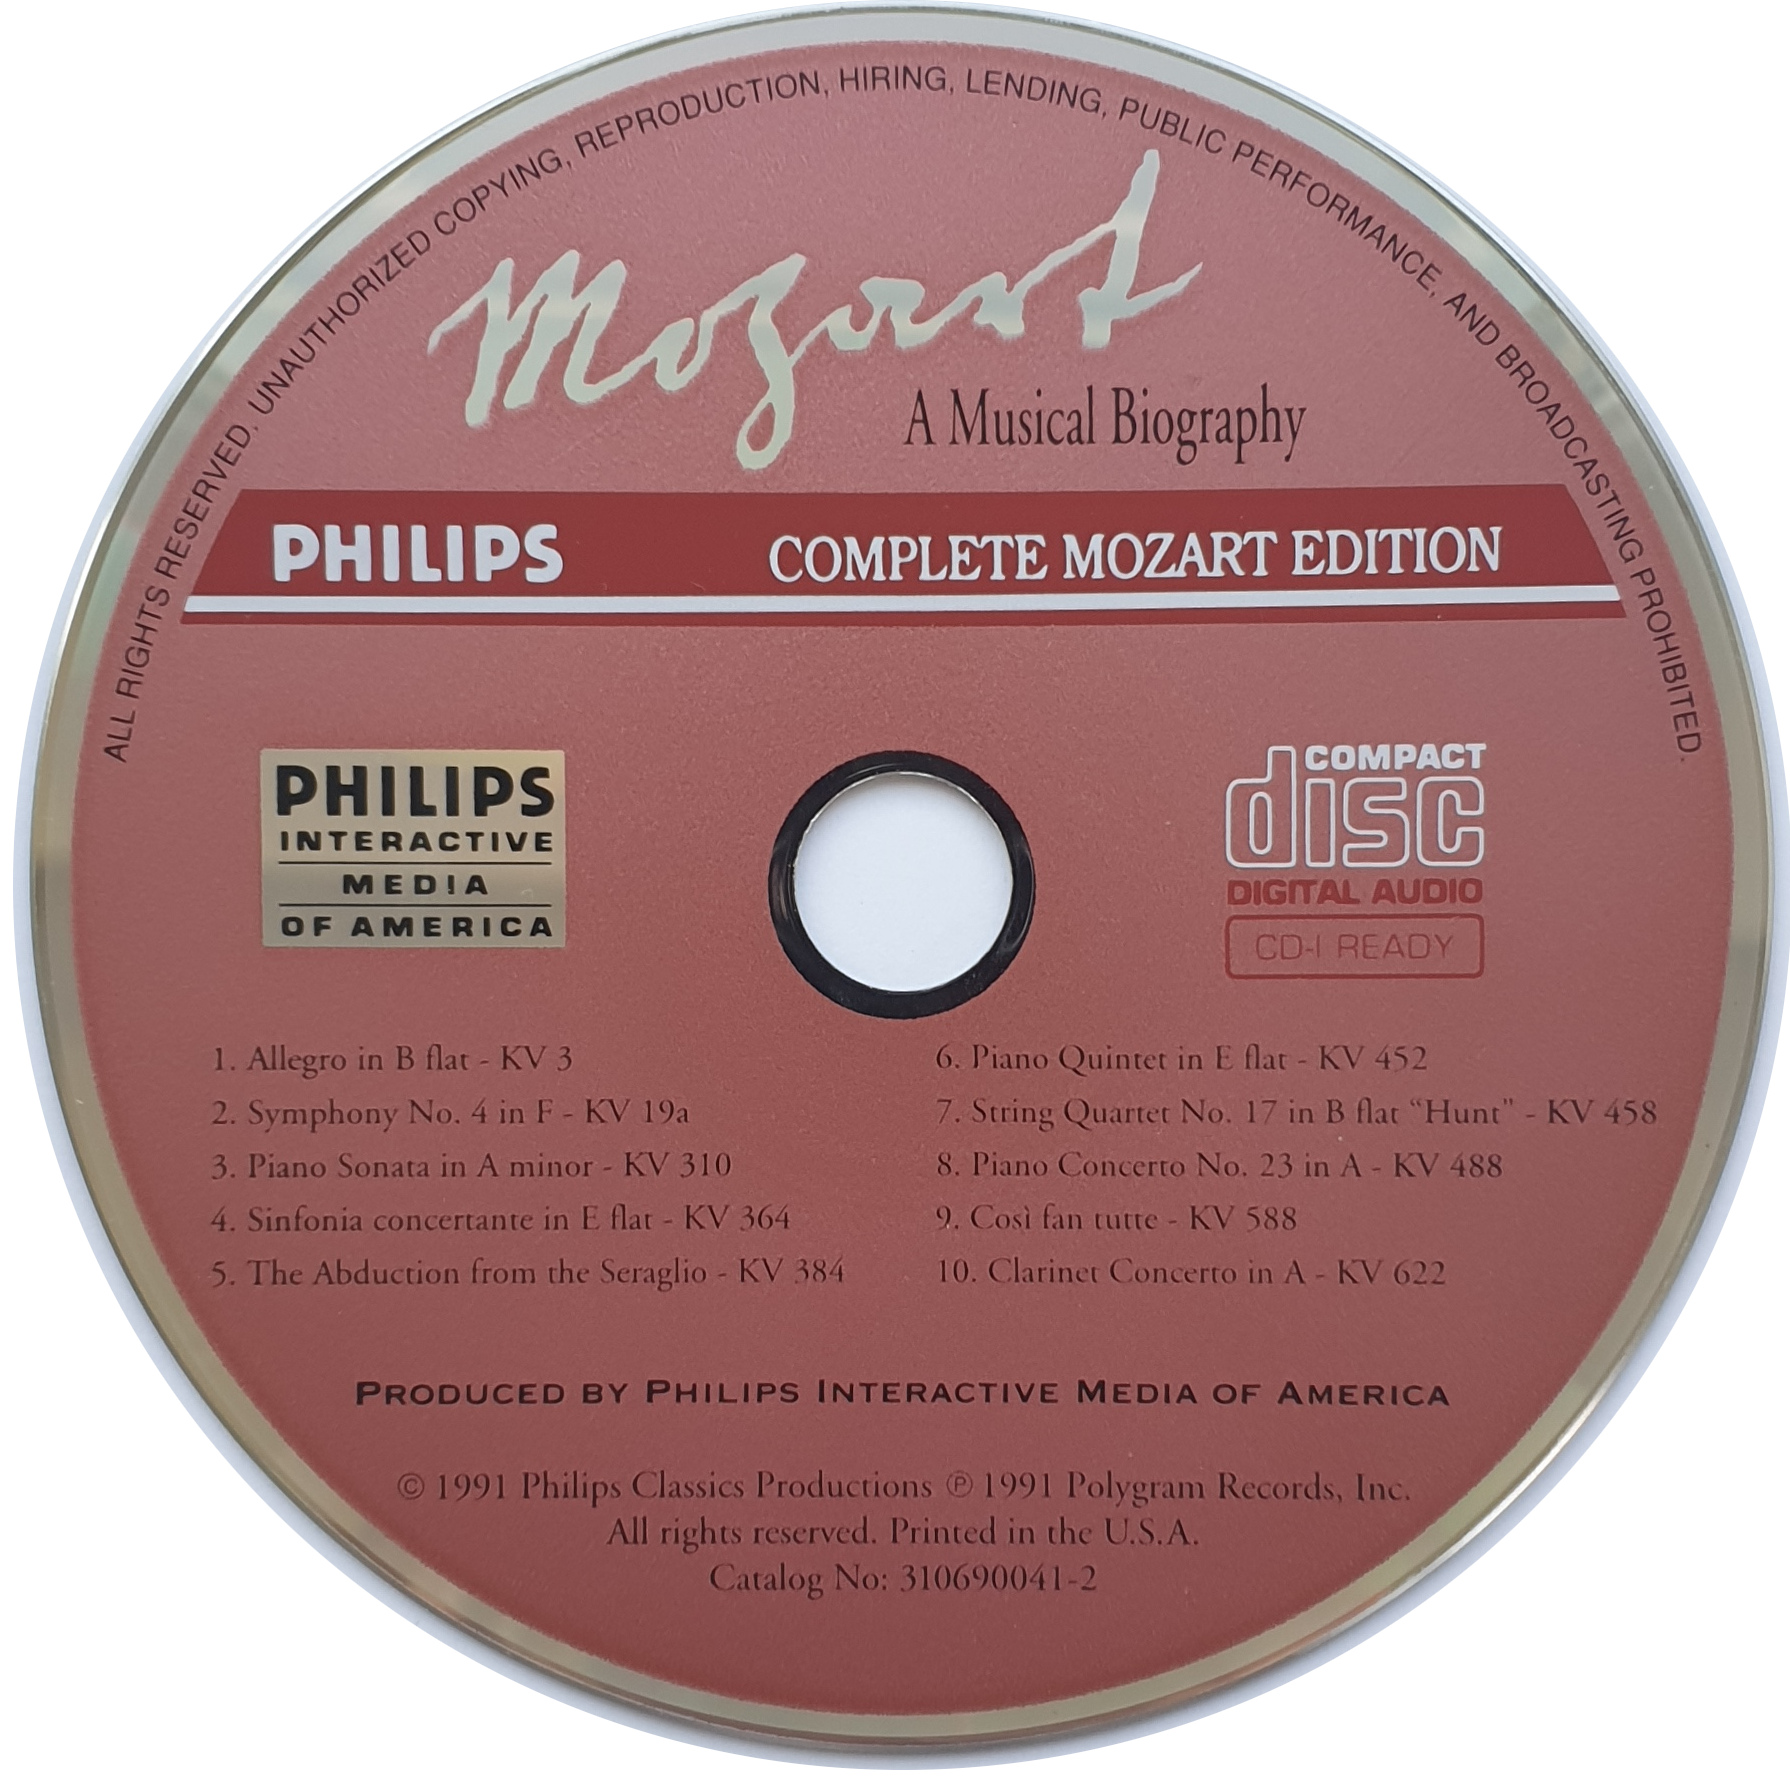 ALL RIGHTS RESERVED. UNAUTHORIZED COPYING, REPRODUCTION, HIRING, LENDING, PUBLIC PERFORMANCE, AND BROADCASTING PROHIBITED.
Mozart
A Musical Biography
PHILIPS COMPLETE MOZART EDITION
PHILIPS
INTERACTIVE
MEDIA
OF AMERICA
COMPACT
disc
DIGITAL AUDIO
CD-I READY
1. Allegro in B flat - KV 3
2. Symphony No. 4 in F - KV 19a
3. Piano Sonata in A minor - KV 310
4. Sinfonia concertante in E flat - KV 364
5. The Abduction from the Seraglio - KV 384
6. Piano Quintet in E flat - KV 452
7. String Quartet No. 17 in B flat “Hunt” - KV 458
8. Piano Concerto No. 23 in A - KV 488
9. Così fan tutte - KV 588
10. Clarinet Concerto in A - KV 622
PRODUCED BY PHILIPS INTERACTIVE MEDIA OF AMERICA
© 1991 Philips Classics Productions ℗ 1991 Polygram Records, Inc.
All rights reserved. Printed in the U.S.A.
Catalog No: 310690041-2